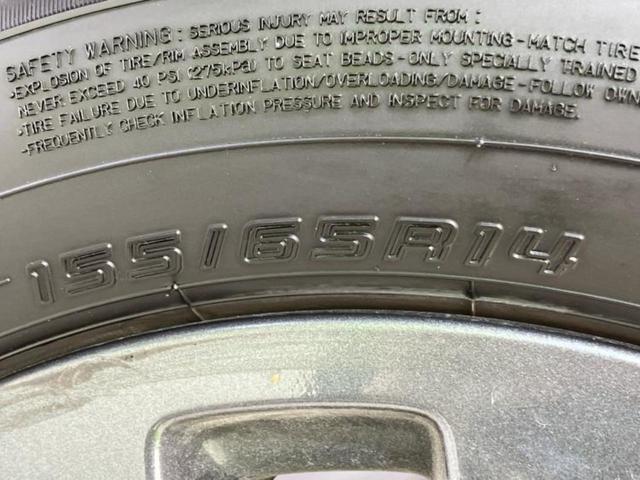 SAFETY WARNING: SERIOUS INJURY MAY RESULT FROM:
•EXPLOSION OF TIRE/RIM ASSEMBLY DUE TO IMPROPER MOUNTING-MATCH TIRE
NEVER EXCEED 40 PSI (275kPa) TO SEAT BEADS-ONLY SPECIALLY TRAINED
•TIRE FAILURE DUE TO UNDERINFLATION/OVERLOADING/DAMAGE-FOLLOW OWN
-FREQUENTLY CHECK INFLATION PRESSURE AND INSPECT FOR DAMAGE.
155/65R14